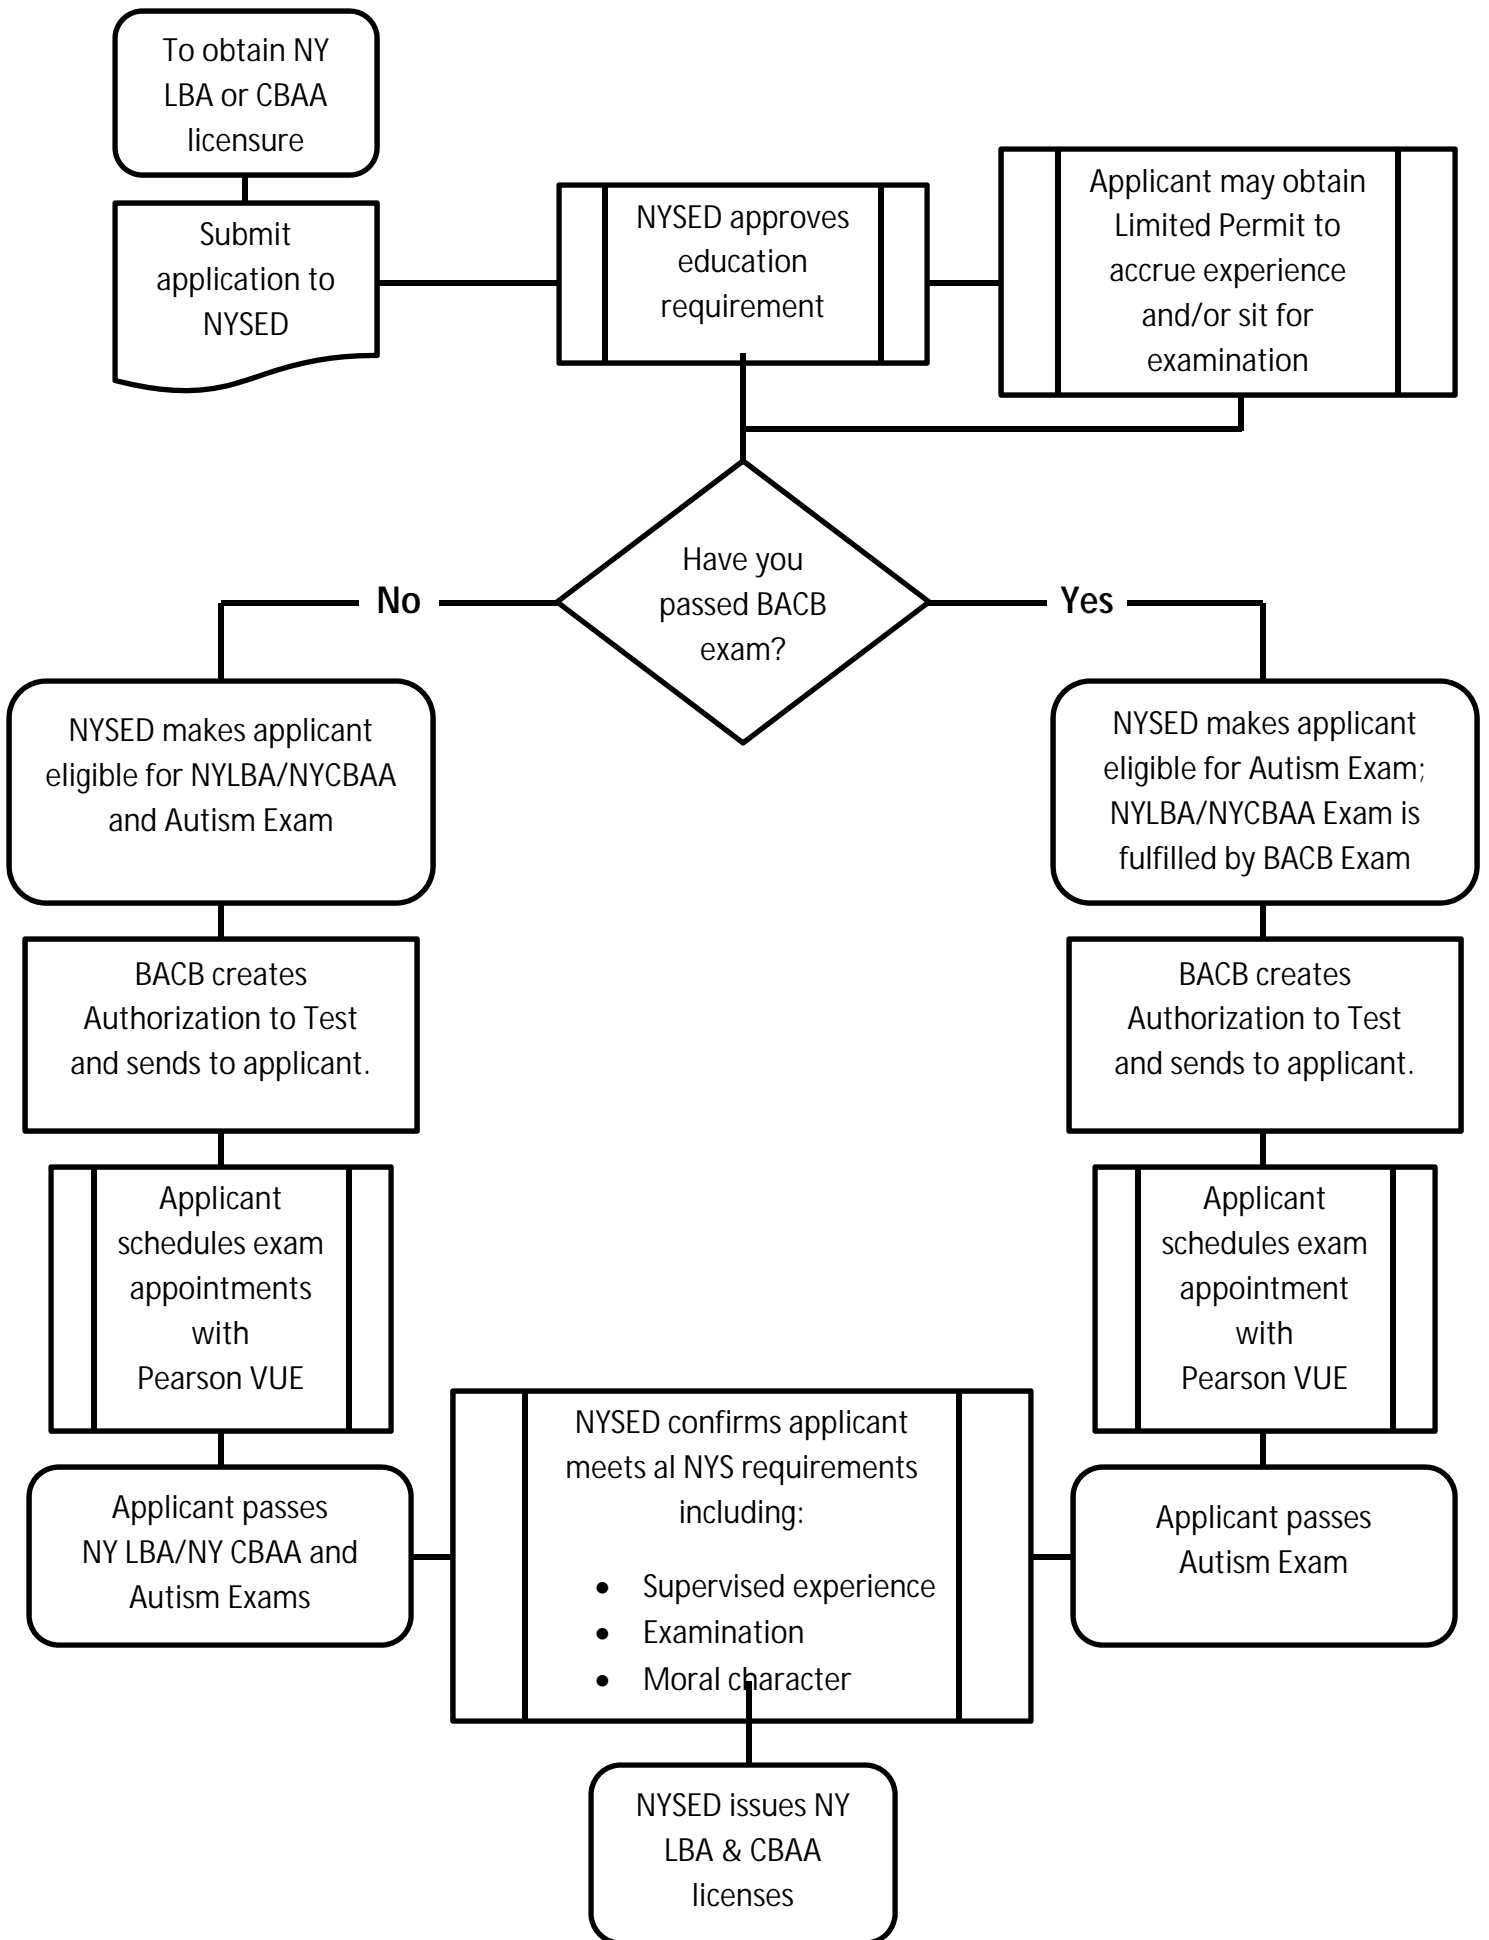 To obtain NY
LBA or CBAA
licensure
Submit
application to
NYSED
NYSED approves
education
requirement
Applicant may obtain
Limited Permit to
accrue experience
and/or sit for
examination
Have you
passed BACB
exam?
No
Yes
NYSED makes applicant
eligible for NYLBA/NYCBAA
and Autism Exam
NYSED makes applicant
eligible for Autism Exam;
NYLBA/NYCBAA Exam is
fulfilled by BACB Exam
BACB creates
Authorization to Test
and sends to applicant.
BACB creates
Authorization to Test
and sends to applicant.
Applicant
schedules exam
appointments
with
Pearson VUE
Applicant
schedules exam
appointment
with
Pearson VUE
Applicant passes
NY LBA/NY CBAA and
Autism Exams
NYSED confirms applicant
meets al NYS requirements
including:
• Supervised experience
• Examination
• Moral character
Applicant passes
Autism Exam
NYSED issues NY
LBA & CBAA
licenses